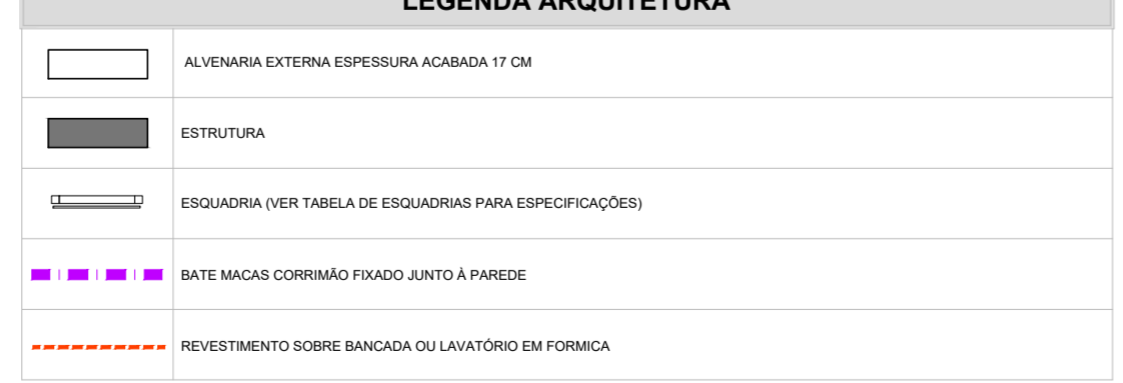 LEGENDA ARQUITETURA
ALVENARIA EXTERNA ESPESSURA ACABADA 17 CM
ESTRUTURA
ESQUADRIA (VER TABELA DE ESQUADRIAS PARA ESPECIFICAÇÕES)
BATE MACAS CORRIMÃO FIXADO JUNTO À PAREDE
REVESTIMENTO SOBRE BANCADA OU LAVATÓRIO EM FORMICA